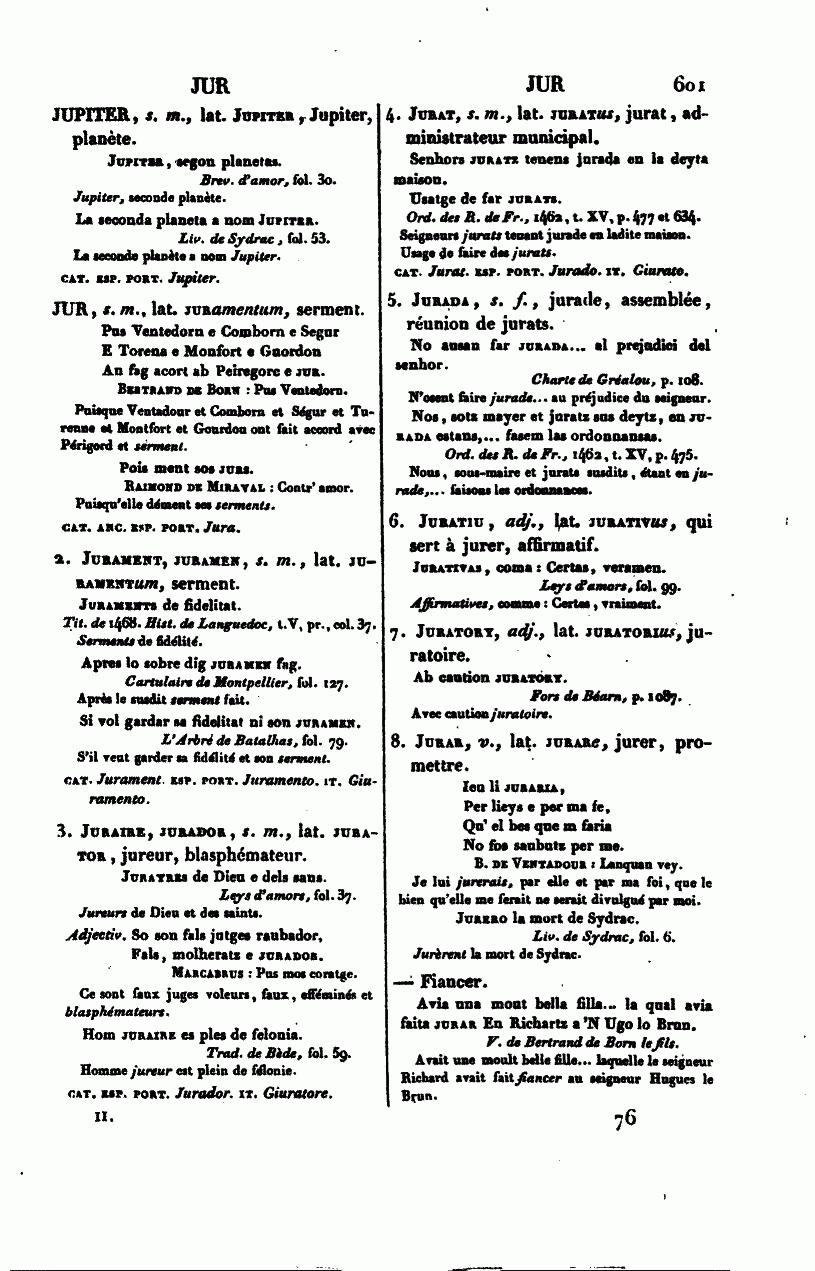 JUR
JUPITER, s. m., lat. JUPITER, Jupiter,
planète.
JUPITER, segon planetas.
Brev. d'amor, fol. 30.
Jupiter, seconde planète.
La seconda planeta a nom JUPITER.
Liv. de Sydrac, fol. 53.
La seconde planète a nom Jupiter.
CAT. ESP. PORT. Jupiter.
JUR, s. m., lat. JURamentum, serment.
Pus Ventedorn e Comborn e Segur
E Torena e Monfort e Guordon
An fag acort ab Peiregorc e JUR.
BERTRAND DE BORN : Pus Ventedorn.
Puisque Ventadour et Comborn et Ségur et Tu-
renne et Montfort et Gourdon ont fait accord avec
Périgord et serment.
Pois ment sos JURS.
RAIMOND DE MIRAVAL : Contr' amor.
Puisqu'elle dément ses serments.
CAT. ANC. ESP. PORT. Jura.
2. JURAMENT, JURAMEN, s. m., lat. JU-
RAMENTum, serment.
JURAMENTS de fidelitat.
Tit. de 1468. Hist. de Languedoc, t. V, pr., col. 37.
Serments de fidélité.
Apres lo sobre dig JURAMEN fag.
Cartulaire de Montpellier, fol. 127.
Après le susdit serment fait.
Si vol gardar sa fidelitat ni son JURAMEN.
L'Arbre de Batalhas, fol. 79.
S'il veut garder sa fidélité et son serment.
CAT. Jurament. ESP. PORT. Juramento. IT. Giu-
ramento.
3. JURAIRE, JURADOR, s. m., lat. JURA-
TOR, jureur, blasphémateur.
JURAYRES de Dieu e dels sans.
Leys d'amors, fol. 37.
Jureurs de Dieu et des saints.
Adjectiv. So son fals jutges raubador,
Fals, molheratz e JURADOR.
MARCABRUS : Pus mos coratge.
Ce sont faux juges voleurs, faux, efféminés et
blasphémateurs.
Hom JURAIRE es ples de felonia.
Trad. de Bède, fol. 59.
Homme jureur est plein de félonie.
CAT. ESP. PORT. Jurador. IT. Giuratore.
II.
JUR 601
4. JURAT, s. m., lat. JURATus, jurat, ad-
ministrateur municipal.
Senhors JURATZ tenens jurada en la deyta
maison.
Usatge de far JURATS.
Ord. des R. de Fr., 1462, t. XV, p. 477 et 634.
Seigneurs jurats tenant jurade en ladite maison.
Usage de faire des jurats.
CAT. Jurat. ESP. PORT. Jurado. IT. Giurato.
5. JURADA, s. f., jurade, assemblée,
réunion de jurats.
No ausan far JURADA... al prejudici del
senhor.
Charte de Gréalou, p. 108.
N'osent faire jurade... au préjudice du seigneur.
Nos, sotz mayer et juratz sus deytz, en JU-
RADA estans,... fasem las ordonnansas.
Ord. des R. de Fr., 1462, t. XV, p. 475.
Nous, sous-maire et jurats susdits, étant en ju-
rade,... faisons les ordonnances.
6. JURATIU, adj., lat. JURATIVus, qui
sert à jurer, affirmatif.
JURATIVAS, coma : Certas, veramen.
Leys d'amors, fol. 99.
Affirmatives, comme : Certes, vraiment.
7. JURATORY, adj., lat. JURATORIus, ju-
ratoire.
Ab caution JURATORY.
Fors de Béarn, p. 1087.
Avec caution juratoire.
8. JURAR, v., lat. JURARe, jurer, pro-
mettre.
Ieu li JURARIA,
Per lieys e per ma fe,
Qu' el bes que m faria
No fos saubutz per me.
B. DE VENTADOUR : Lanquan vey.
Je lui jurerais, par elle et par ma foi, que le
bien qu'elle me ferait ne serait divulgué par moi.
JURERO la mort de Sydrac.
Liv. de Sydrac, fol. 6.
Jurèrent la mort de Sydrac.
— Fiancer.
Avia una mout bella filla... la qual avia
faita JURAR En Richartz a 'N Ugo lo Brun.
V. de Bertrand de Born le fils.
Avait une moult belle fille... laquelle le seigneur
Richard avait fait fiancer au seigneur Hugues le
Brun.
76